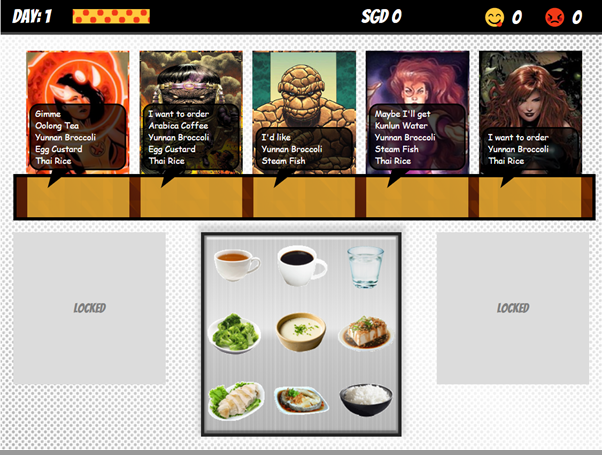 DAY: 1
SGD 0
0
0
Gimme
Oolong Tea
Yunnan Broccoli
Egg Custard
Thai Rice
I want to order
Arabica Coffee
Yunnan Broccoli
Egg Custard
Thai Rice
I'd like
Yunnan Broccoli
Steam Fish
Maybe I'll get
Kunlun Water
Yunnan Broccoli
Steam Fish
Thai Rice
I want to order
Yunnan Broccoli
Thai Rice
LOCKED
LOCKED